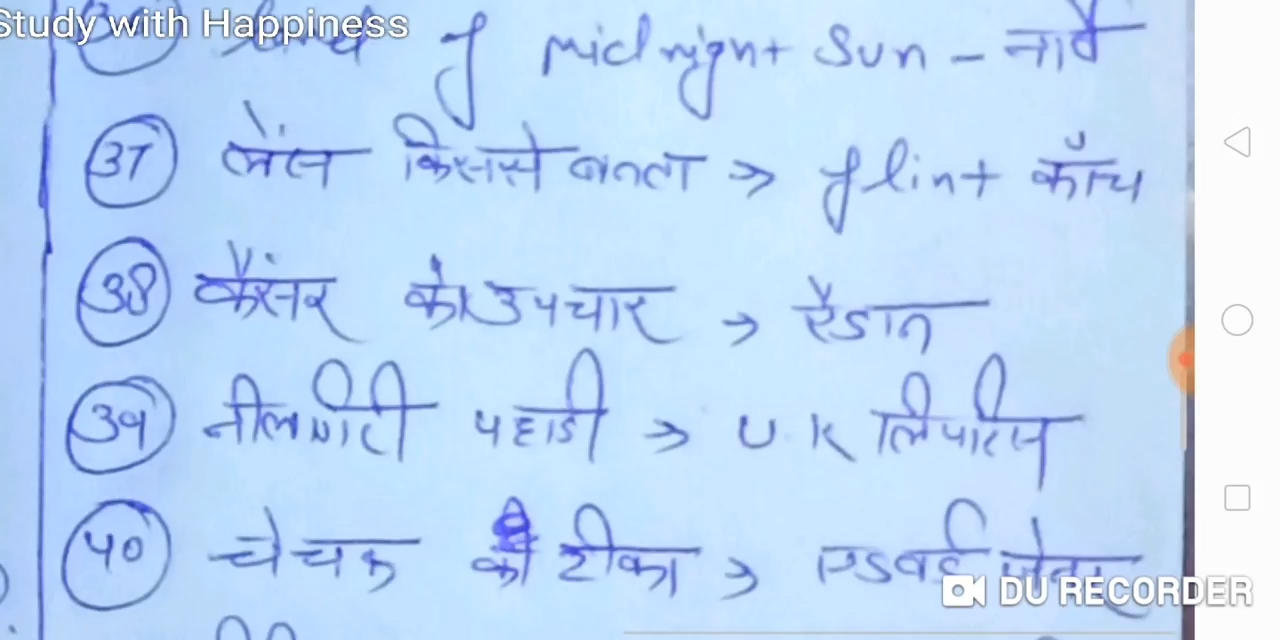 Study with Happiness
of Midnight Sun - नार्वे
37 लेंस किससे बनता → flint काँच
38 कैंसर का उपचार → रैडान
39 नीलगिरी पहाडी →
40 चेचक का टीका → एडवर्ड जेनर
DU RECORDER